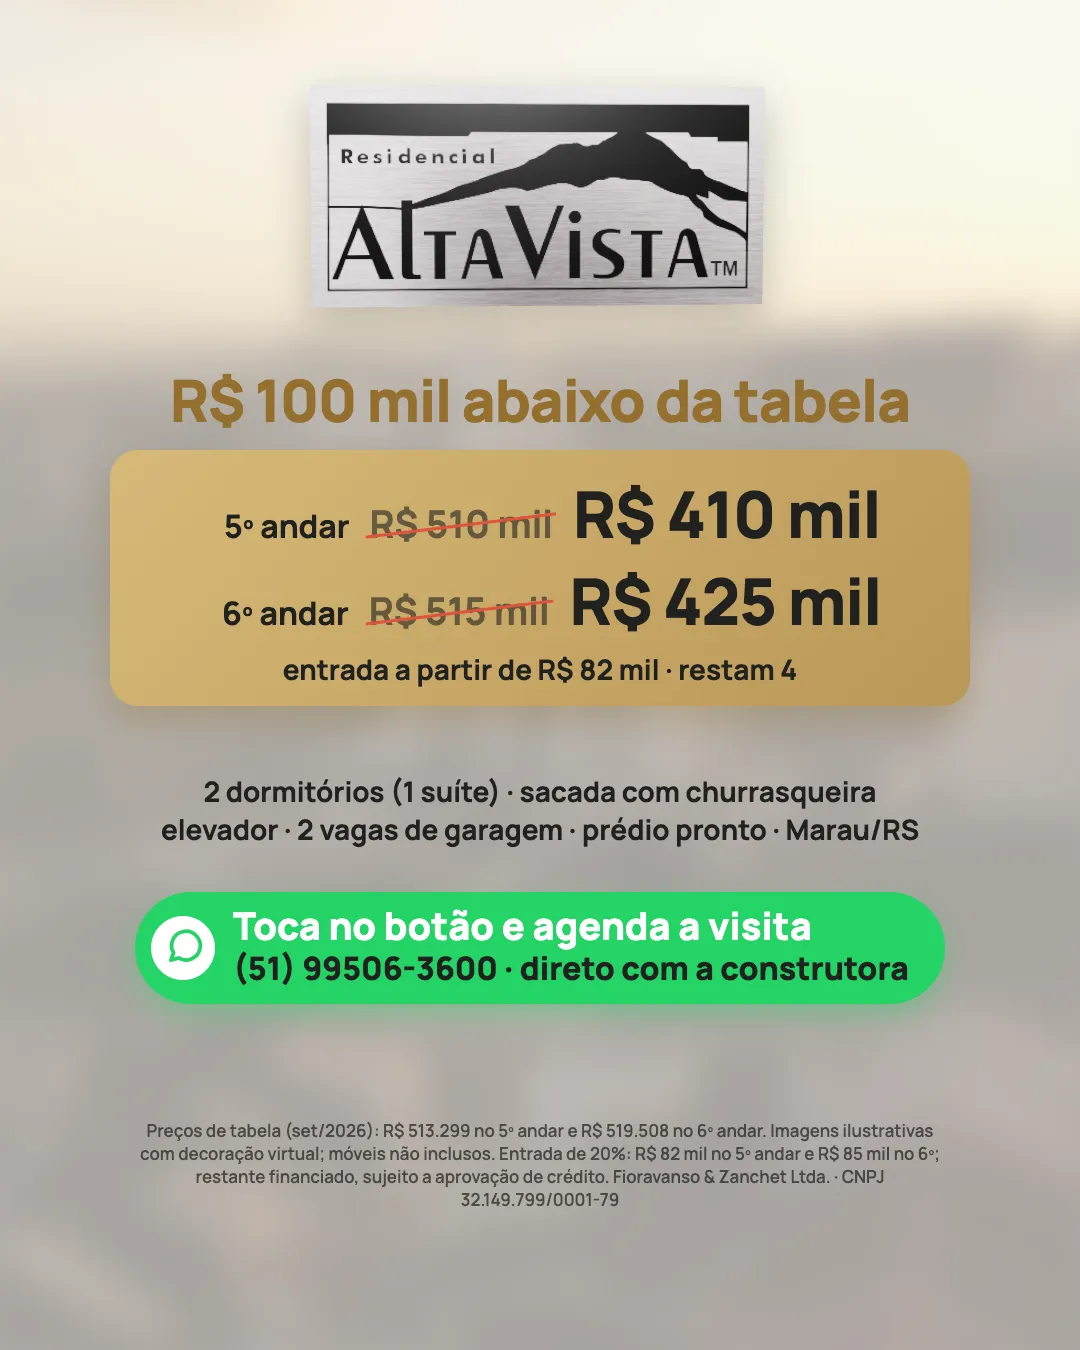 Residencial
ALTAVISTA™
R$ 100 mil abaixo da tabela
5º andar R$ 510 mil R$ 410 mil
6º andar R$ 515 mil R$ 425 mil
entrada a partir de R$ 82 mil · restam 4
2 dormitórios (1 suíte) · sacada com churrasqueira
elevador · 2 vagas de garagem · prédio pronto · Marau/RS
Toca no botão e agenda a visita
(51) 99506-3600 · direto com a construtora
Preços de tabela (set/2026): R$ 513.299 no 5º andar e R$ 519.508 no 6º andar. Imagens ilustrativas
com decoração virtual; móveis não inclusos. Entrada de 20%: R$ 82 mil no 5º andar e R$ 85 mil no 6º;
restante financiado, sujeito a aprovação de crédito. Fioravanso & Zanchet Ltda. · CNPJ
32.149.799/0001-79